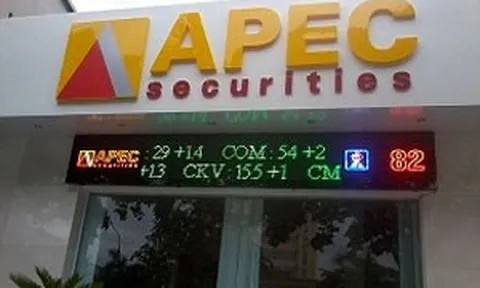 APEC
securities
APEC : 29 +14 COM : 54 +2 82
securities
+13 CKV : 155 +1 CM